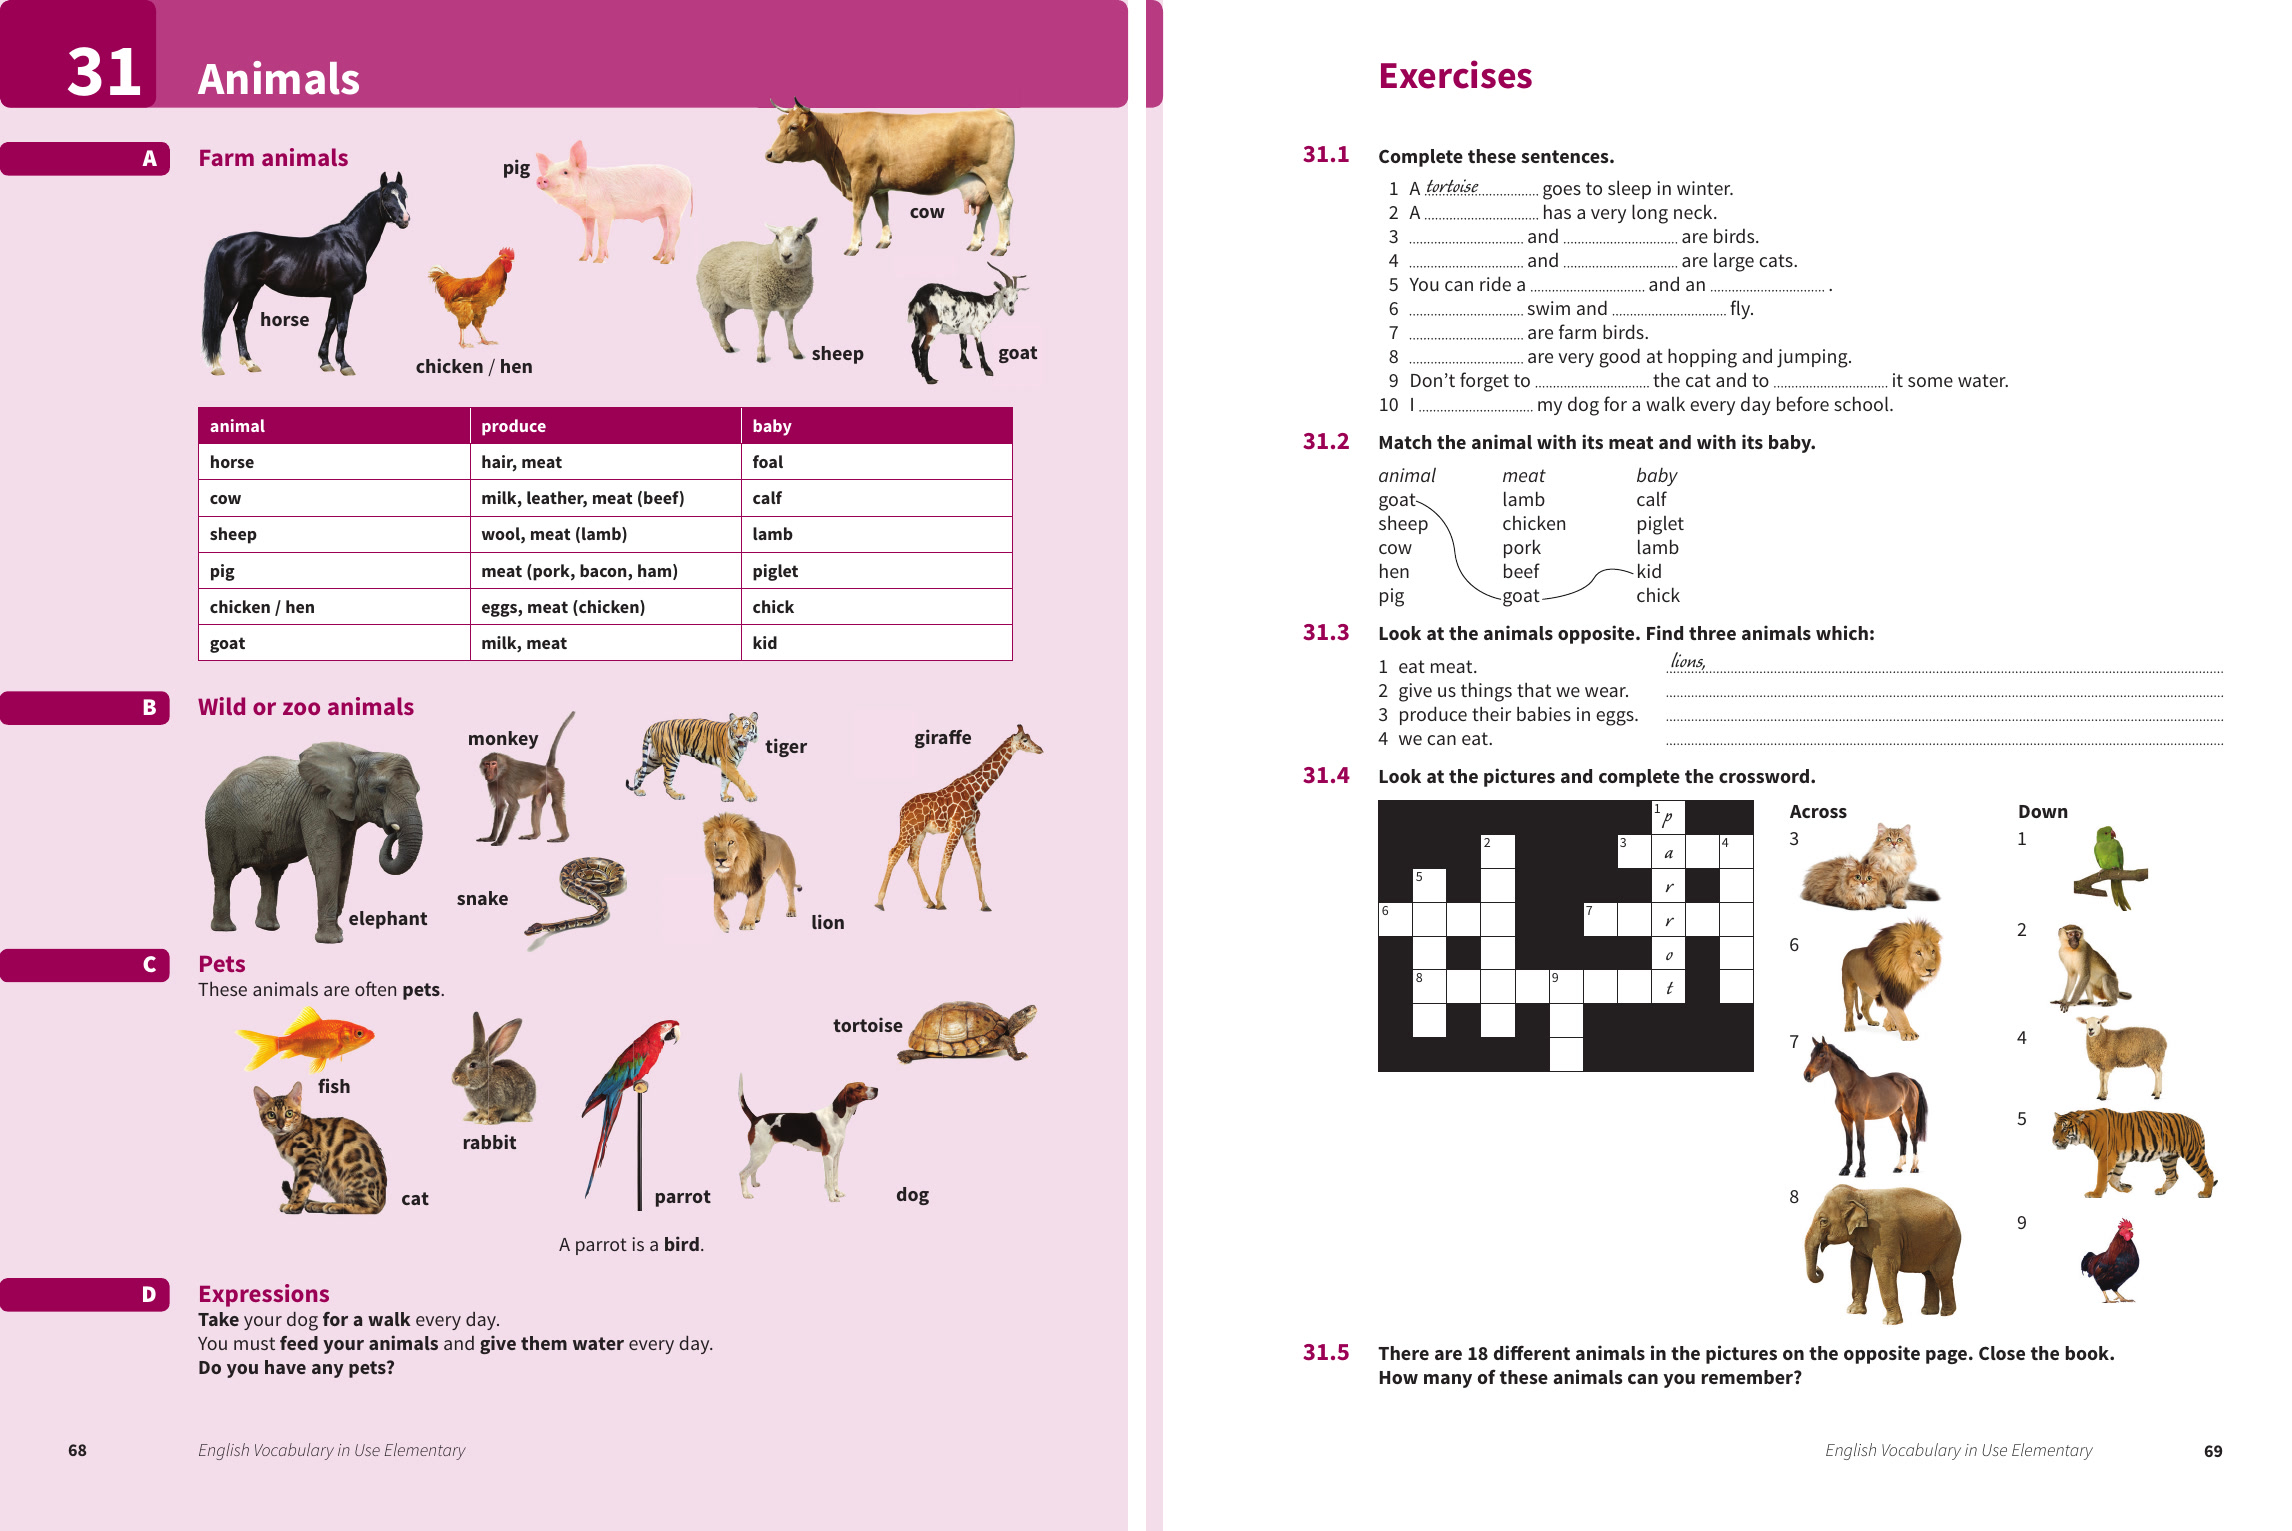 31
Animals
A
Farm animals
pig
cow
horse
chicken / hen
sheep
goat
animal produce baby
horse hair, meat foal
cow milk, leather, meat (beef) calf
sheep wool, meat (lamb) lamb
pig meat (pork, bacon, ham) piglet
chicken / hen eggs, meat (chicken) chick
goat milk, meat kid
B
Wild or zoo animals
monkey
tiger
giraffe
snake
elephant
lion
C
Pets
These animals are often pets.
tortoise
fish
rabbit
cat
parrot
dog
A parrot is a bird.
D
Expressions
Take your dog for a walk every day.
You must feed your animals and give them water every day.
Do you have any pets?
68
English Vocabulary in Use Elementary
Exercises
31.1 Complete these sentences.
1 A tortoise goes to sleep in winter.
2 A has a very long neck.
3 and are birds.
4 and are large cats.
5 You can ride a and an .
6 swim and fly.
7 are farm birds.
8 are very good at hopping and jumping.
9 Don't forget to the cat and to it some water.
10 I my dog for a walk every day before school.
31.2 Match the animal with its meat and with its baby.
animal meat baby
goat lamb calf
sheep chicken piglet
cow pork lamb
hen beef kid
pig goat chick
31.3 Look at the animals opposite. Find three animals which:
1 eat meat. lions,
2 give us things that we wear.
3 produce their babies in eggs.
4 we can eat.
31.4 Look at the pictures and complete the crossword.
1 p
2 3 a 4
5 r
6 7 r
o
8 9 t
Across
3
6
7
8
Down
1
2
4
5
9
31.5 There are 18 different animals in the pictures on the opposite page. Close the book.
How many of these animals can you remember?
English Vocabulary in Use Elementary
69